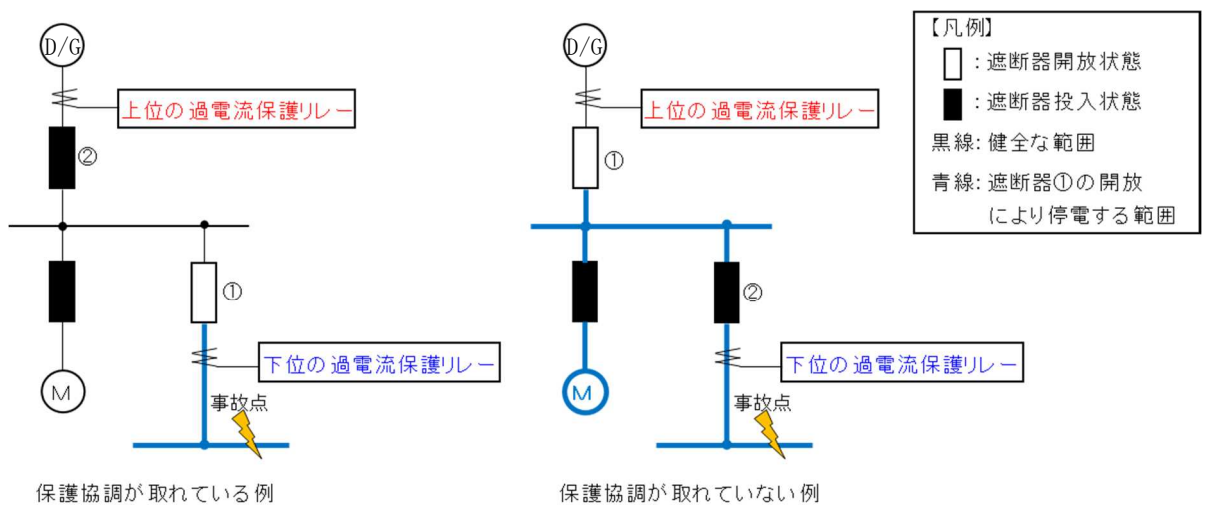 D/G
上位の過電流保護リレー
②
①
下位の過電流保護リレー
M
事故点
保護協調が取れている例
D/G
上位の過電流保護リレー
①
②
下位の過電流保護リレー
M
事故点
保護協調が取れていない例
【凡例】
：遮断器開放状態
：遮断器投入状態
黒線：健全な範囲
青線：遮断器①の開放
により停電する範囲